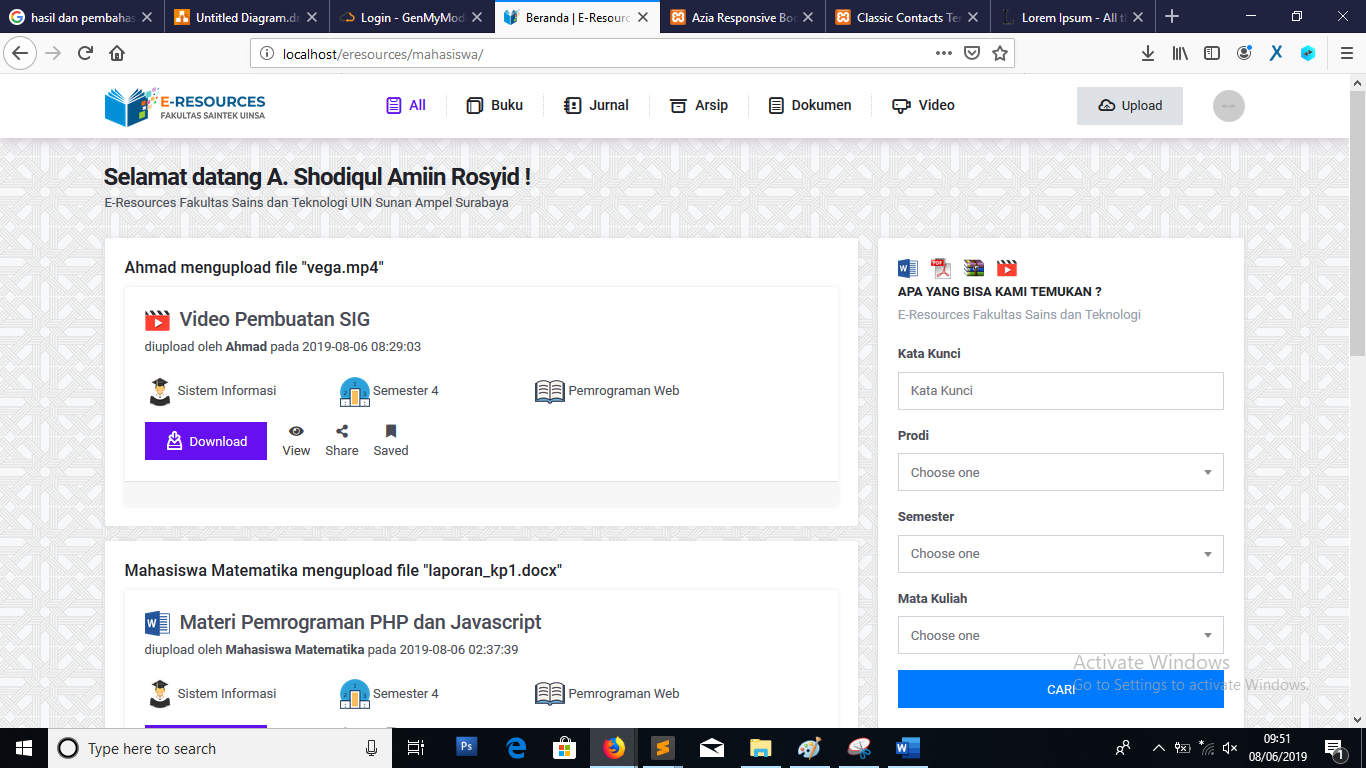 hasil dan pembahas
Untitled Diagram.dr
Login - GenMyMod
Beranda | E-Resourc
Azia Responsive Boo
Classic Contacts Ter
Lorem Ipsum - All t
localhost/eresources/mahasiswa/
E-RESOURCES
FAKULTAS SAINTEK UINSA
All
Buku
Jurnal
Arsip
Dokumen
Video
Upload
Selamat datang A. Shodiqul Amiin Rosyid !
E-Resources Fakultas Sains dan Teknologi UIN Sunan Ampel Surabaya
Ahmad mengupload file "vega.mp4"
Video Pembuatan SIG
diupload oleh Ahmad pada 2019-08-06 08:29:03
Sistem Informasi
Semester 4
Pemrograman Web
Download
View
Share
Saved
Mahasiswa Matematika mengupload file "laporan_kp1.docx"
Materi Pemrograman PHP dan Javascript
diupload oleh Mahasiswa Matematika pada 2019-08-06 02:37:39
Sistem Informasi
Semester 4
Pemrograman Web
PDF
APA YANG BISA KAMI TEMUKAN ?
E-Resources Fakultas Sains dan Teknologi
Kata Kunci
Kata Kunci
Prodi
Choose one
Semester
Choose one
Mata Kuliah
Choose one
CARI
Activate Windows
Go to Settings to activate Windows.
Type here to search
09:51
08/06/2019
1